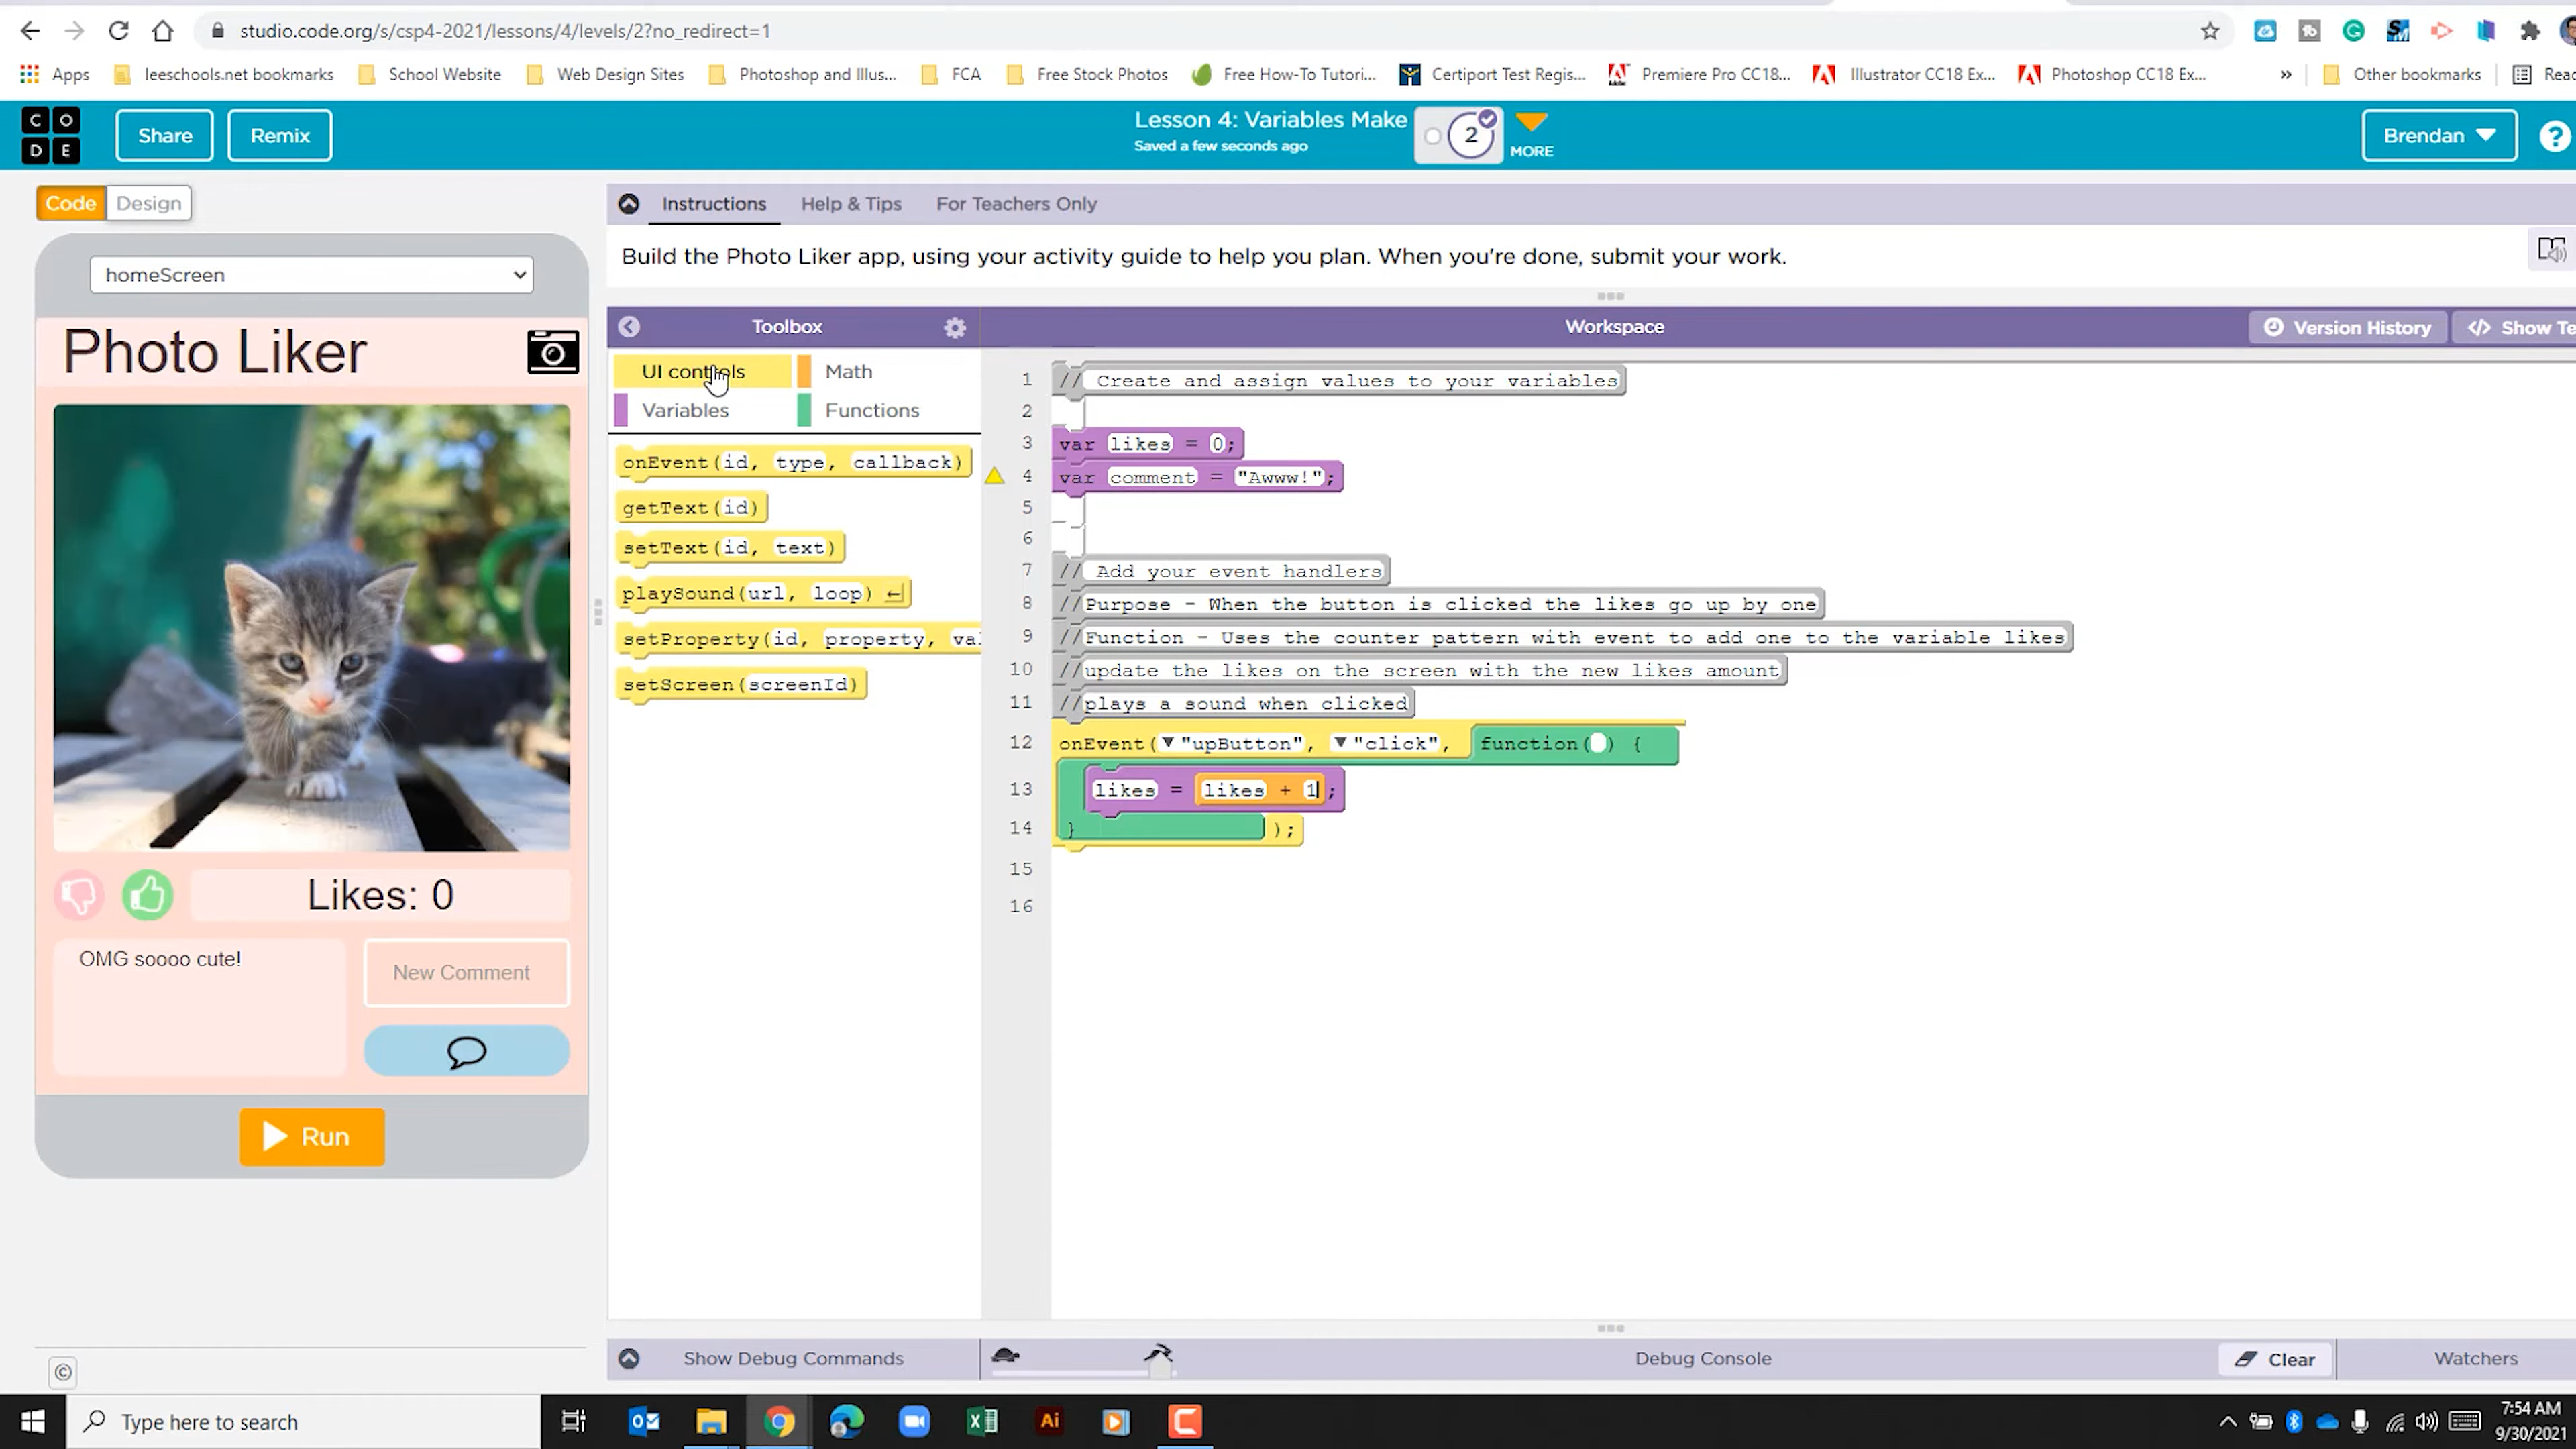 studio.code.org/s/csp4-2021/lessons/4/levels/2?no_redirect=1
Apps leeschools.net bookmarks School Website Web Design Sites Photoshop and Illus... FCA Free Stock Photos Free How-To Tutori... Certiport Test Regis... Premiere Pro CC18... Illustrator CC18 Ex... Photoshop CC18 Ex... » Other bookmarks
CODE
Share
Remix
Lesson 4: Variables Make
Saved a few seconds ago
2
MORE
Brendan
?
Code Design
Instructions Help & Tips For Teachers Only
Build the Photo Liker app, using your activity guide to help you plan. When you're done, submit your work.
homeScreen
Photo Liker
Likes: 0
OMG soooo cute!
New Comment
Run
©
Toolbox
UI controls Math
Variables Functions
onEvent(id, type, callback)
getText(id)
setText(id, text)
playSound(url, loop)
setProperty(id, property, val
setScreen(screenId)
Workspace
Version History
Show Te
1 // Create and assign values to your variables
2
3 var likes = 0;
4 var comment = "Awww!";
5
6
7 // Add your event handlers
8 //Purpose - When the button is clicked the likes go up by one
9 //Function - Uses the counter pattern with event to add one to the variable likes
10 //update the likes on the screen with the new likes amount
11 //plays a sound when clicked
12 onEvent("upButton", "click", function() {
13 likes = likes + 1;
14 });
15
16
Show Debug Commands
Debug Console
Clear
Watchers
Type here to search
Ai
7:54 AM
9/30/2021